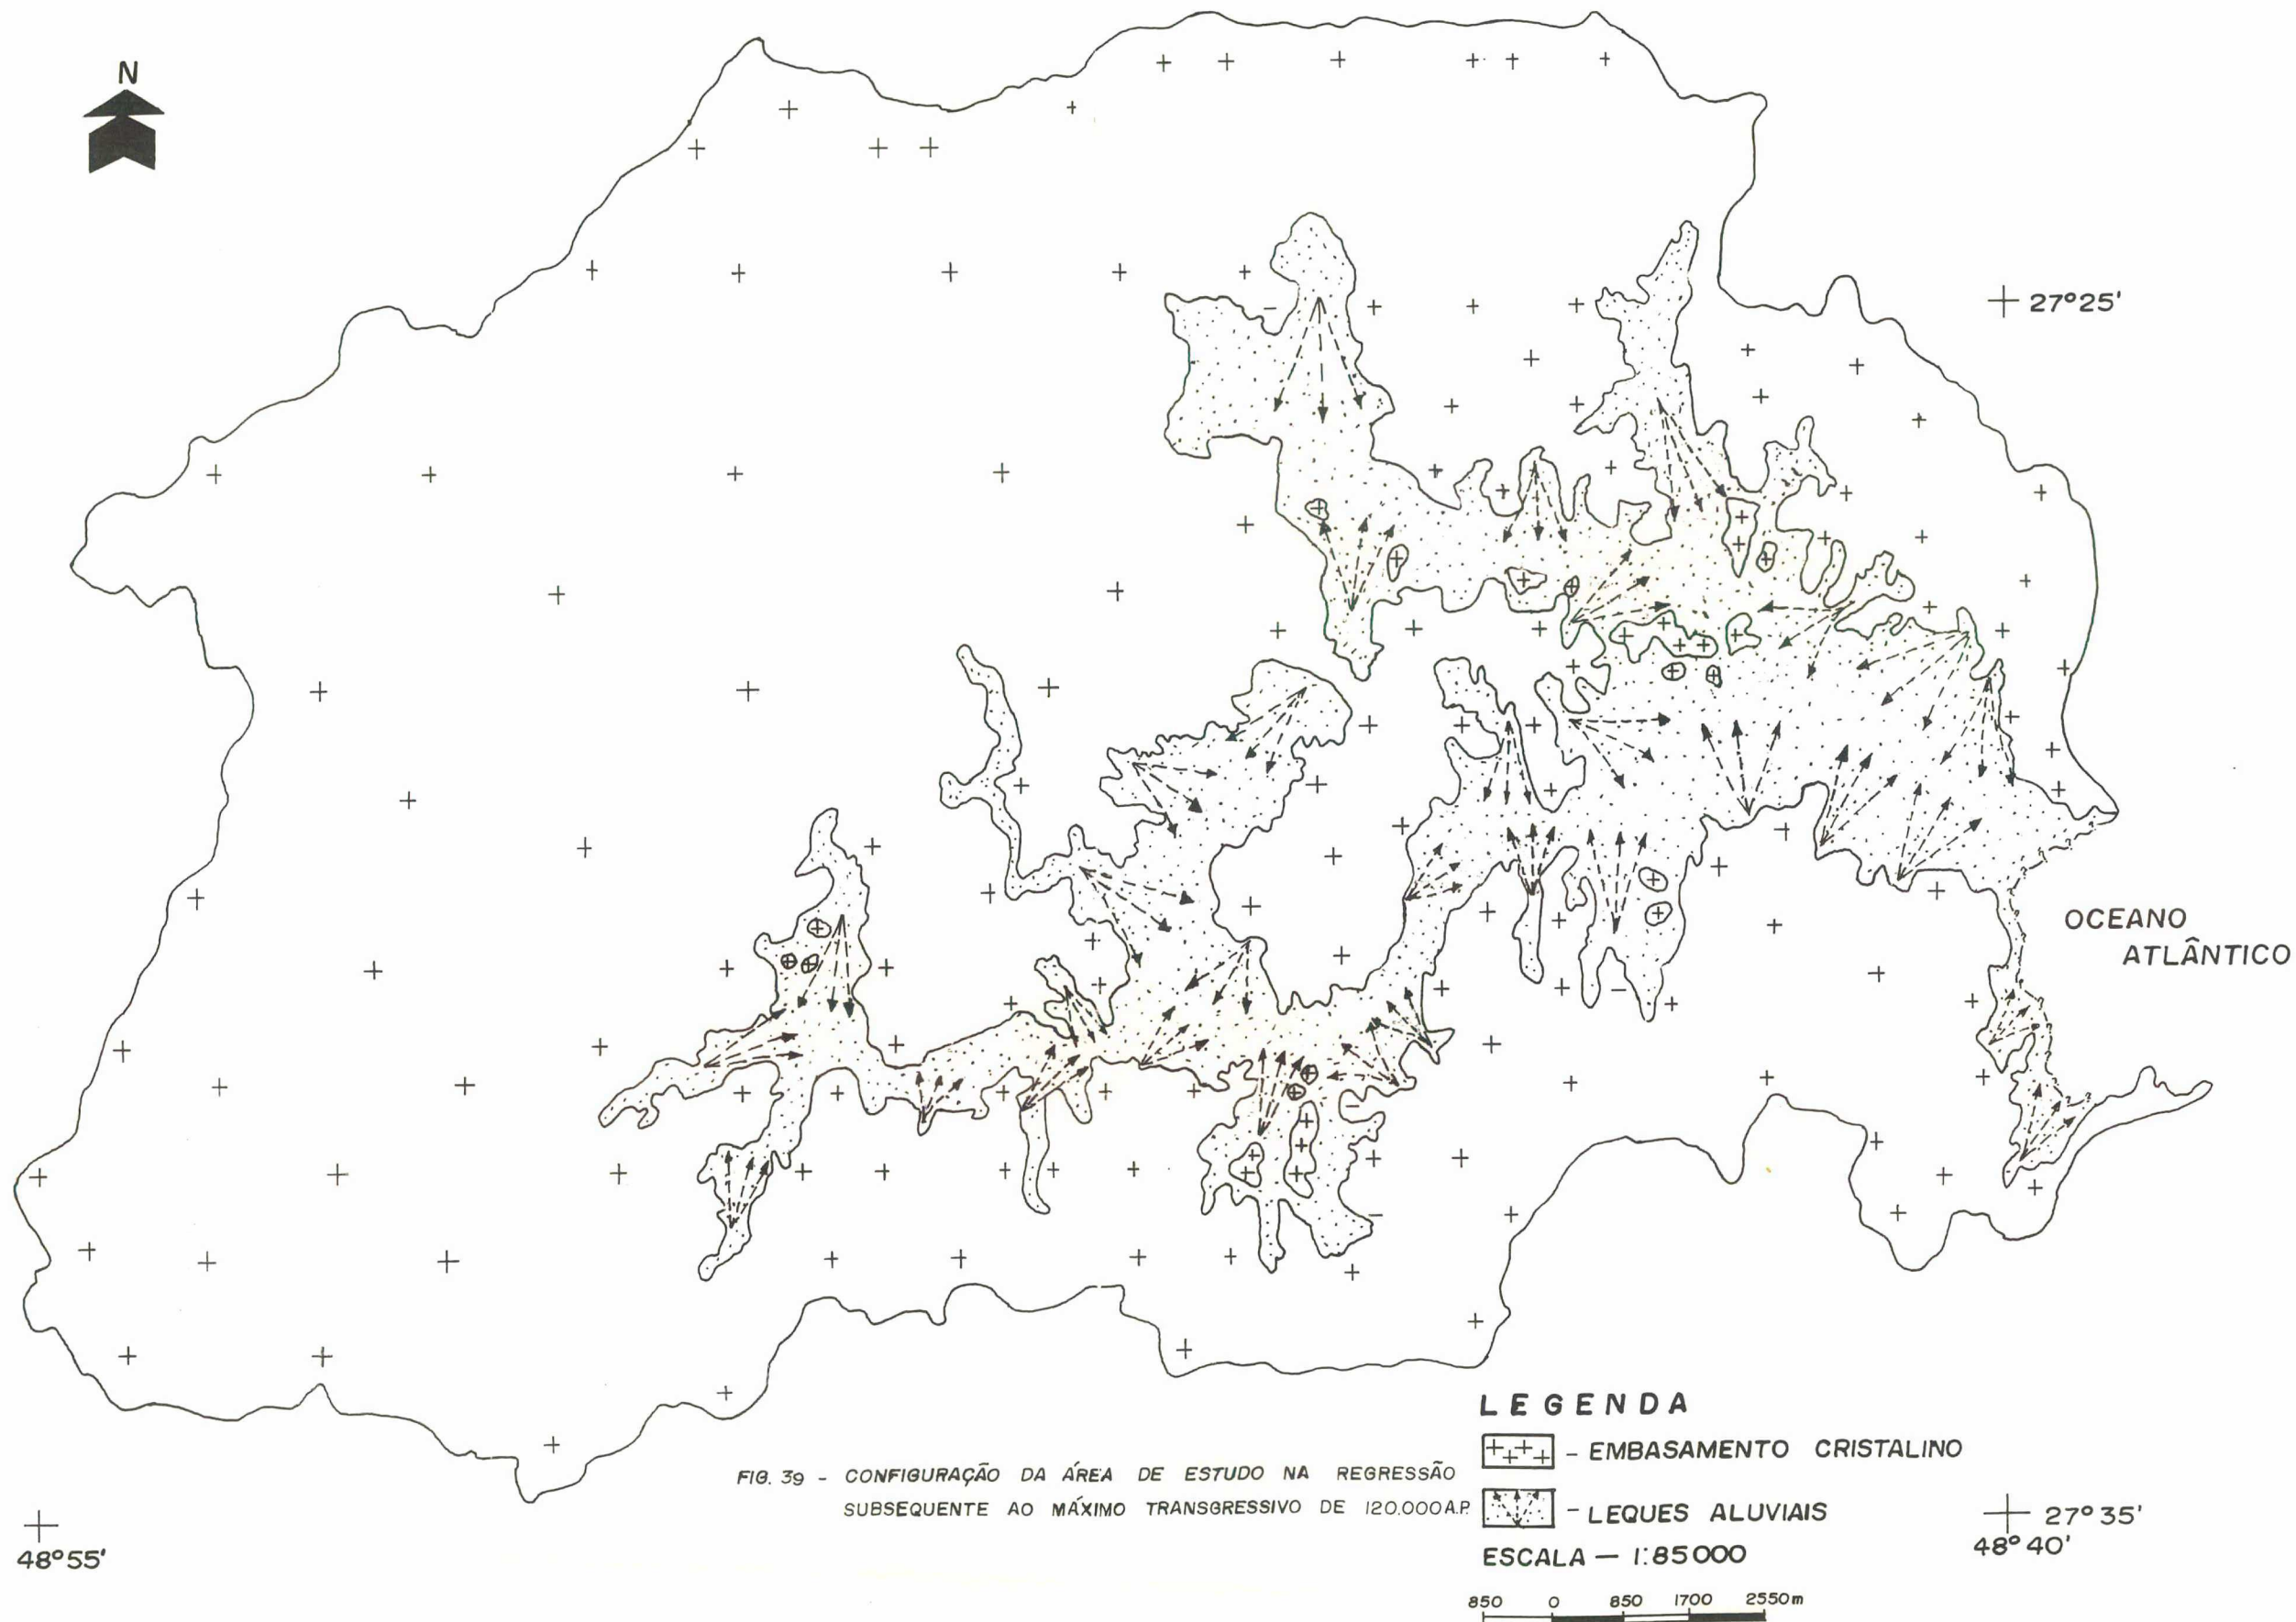 N
27°25'
OCEANO
ATLÂNTICO
LEGENDA
- EMBASAMENTO CRISTALINO
- LEQUES ALUVIAIS
ESCALA — 1:85000
850 0 850 1700 2550m
FIG. 39 - CONFIGURAÇÃO DA ÁREA DE ESTUDO NA REGRESSÃO
SUBSEQUENTE AO MÁXIMO TRANSGRESSIVO DE 120.000 A.P.
27°35'
48°40'
48°55'